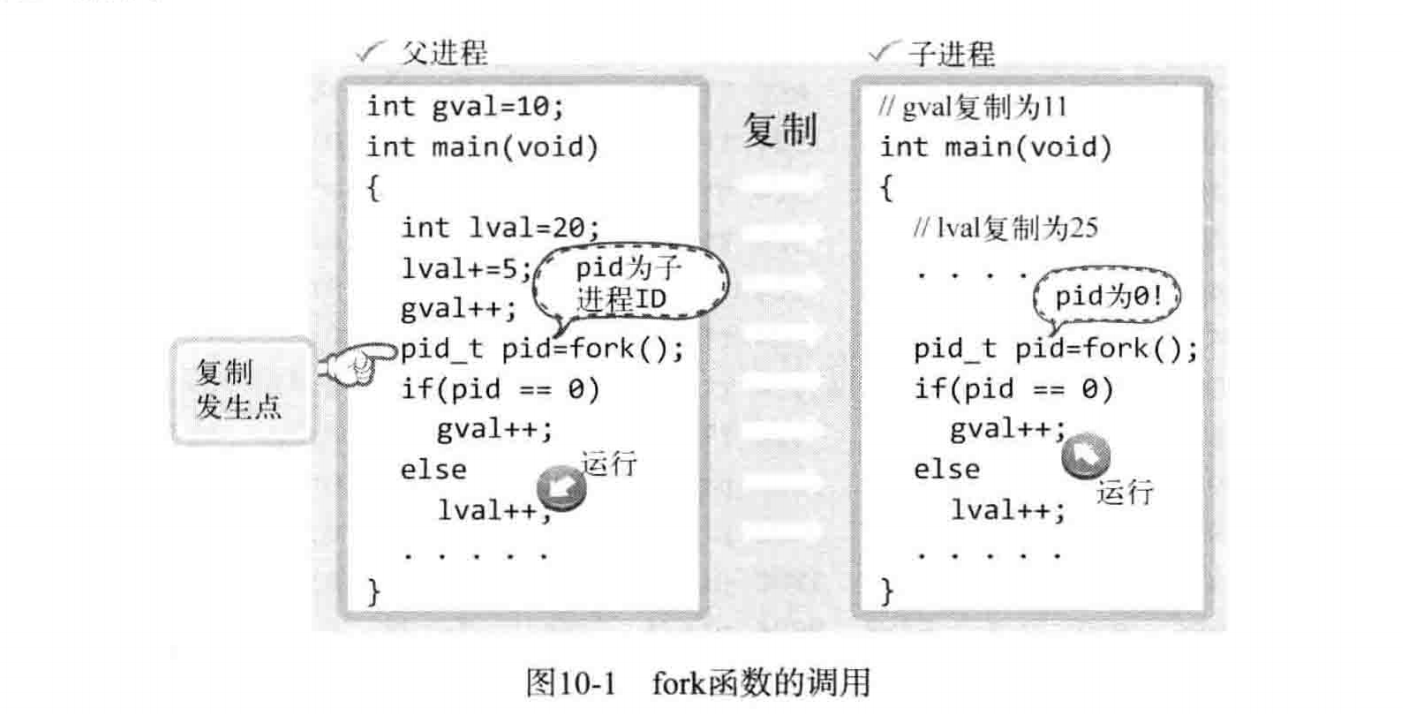 父进程
int gval=10;
int main(void)
{
int lval=20;
lval+=5;
gval++;
pid为子
进程ID
pid_t pid=fork();
if(pid == 0)
gval++;
else
运行
lval++;
. . . . .
}
复制
发生点
复制
子进程
// gval复制为11
int main(void)
{
// lval复制为25
. . . .
pid为0!
pid_t pid=fork();
if(pid == 0)
gval++;
else
运行
lval++;
. . . . .
}
图10-1 fork函数的调用